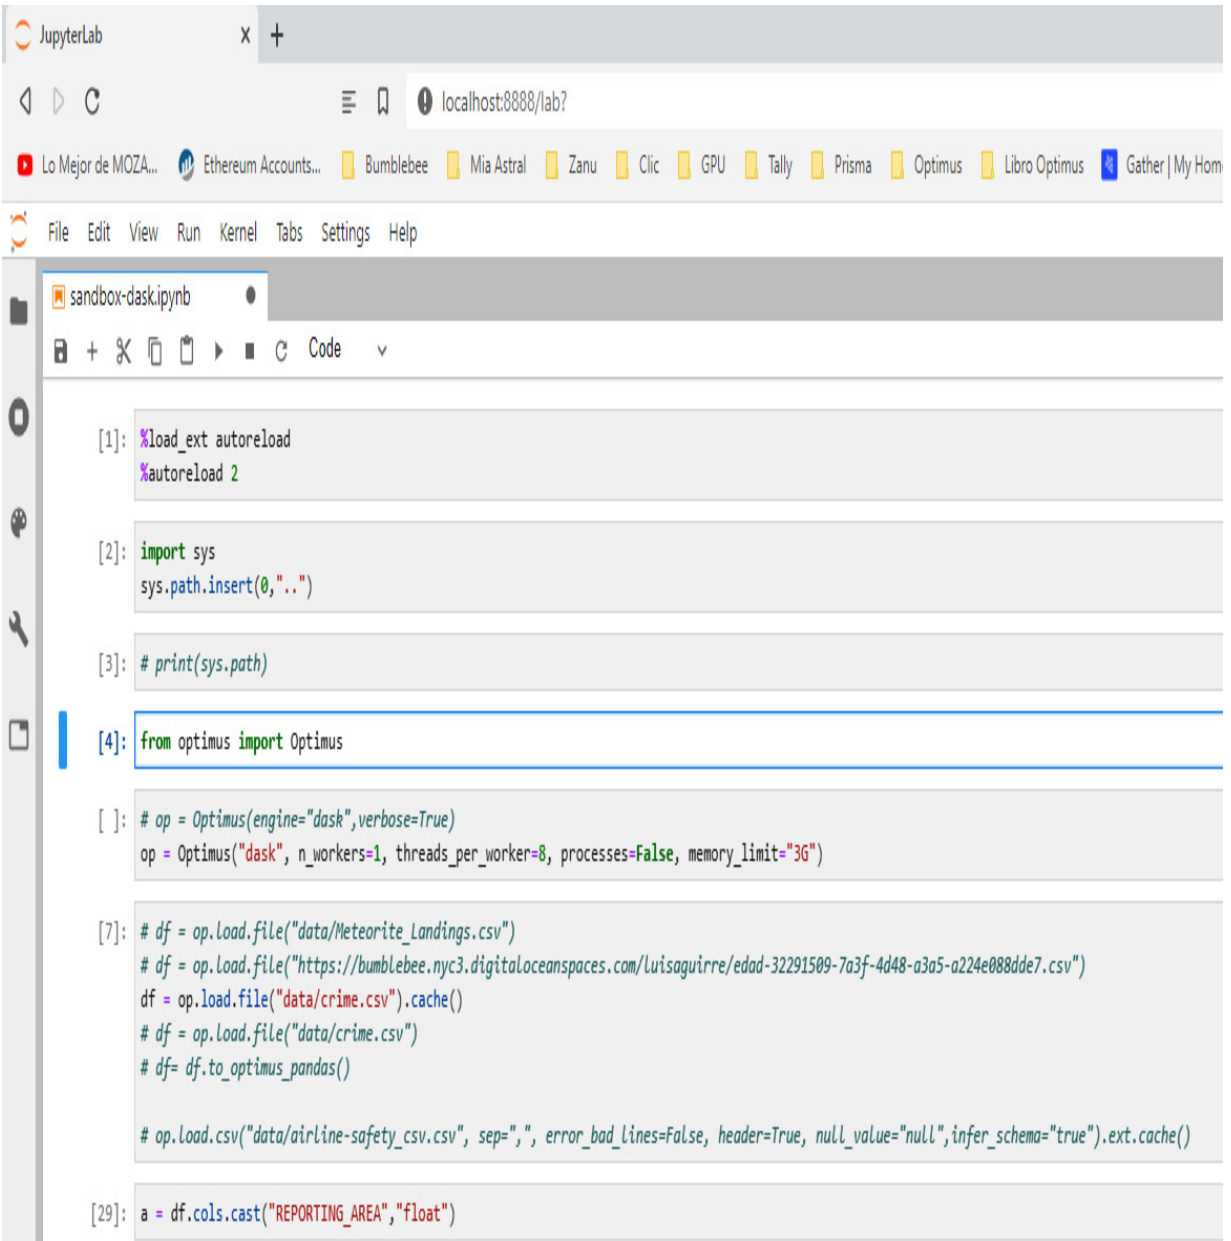 JupyterLab
localhost:8888/lab?
Lo Mejor de MOZA... Ethereum Accounts... Bumblebee Mia Astral Zanu Clic GPU Tally Prisma Optimus Libro Optimus Gather | My Home
File Edit View Run Kernel Tabs Settings Help
sandbox-dask.ipynb
Code
[1]: %load_ext autoreload
%autoreload 2
[2]: import sys
sys.path.insert(0,"..")
[3]: # print(sys.path)
[4]: from optimus import Optimus
[ ]: # op = Optimus(engine="dask",verbose=True)
op = Optimus("dask", n_workers=1, threads_per_worker=8, processes=False, memory_limit="3G")
[7]: # df = op.load.file("data/Meteorite_Landings.csv")
# df = op.load.file("https://bumblebee.nyc3.digitaloceanspaces.com/luisaguirre/edad-32291509-7a3f-4d48-a3a5-a224e088dde7.csv")
df = op.load.file("data/crime.csv").cache()
# df = op.load.file("data/crime.csv")
# df= df.to_optimus_pandas()
# op.load.csv("data/airline-safety_csv.csv", sep=",", error_bad_lines=False, header=True, null_value="null",infer_schema="true").ext.cache()
[29]: a = df.cols.cast("REPORTING_AREA","float")